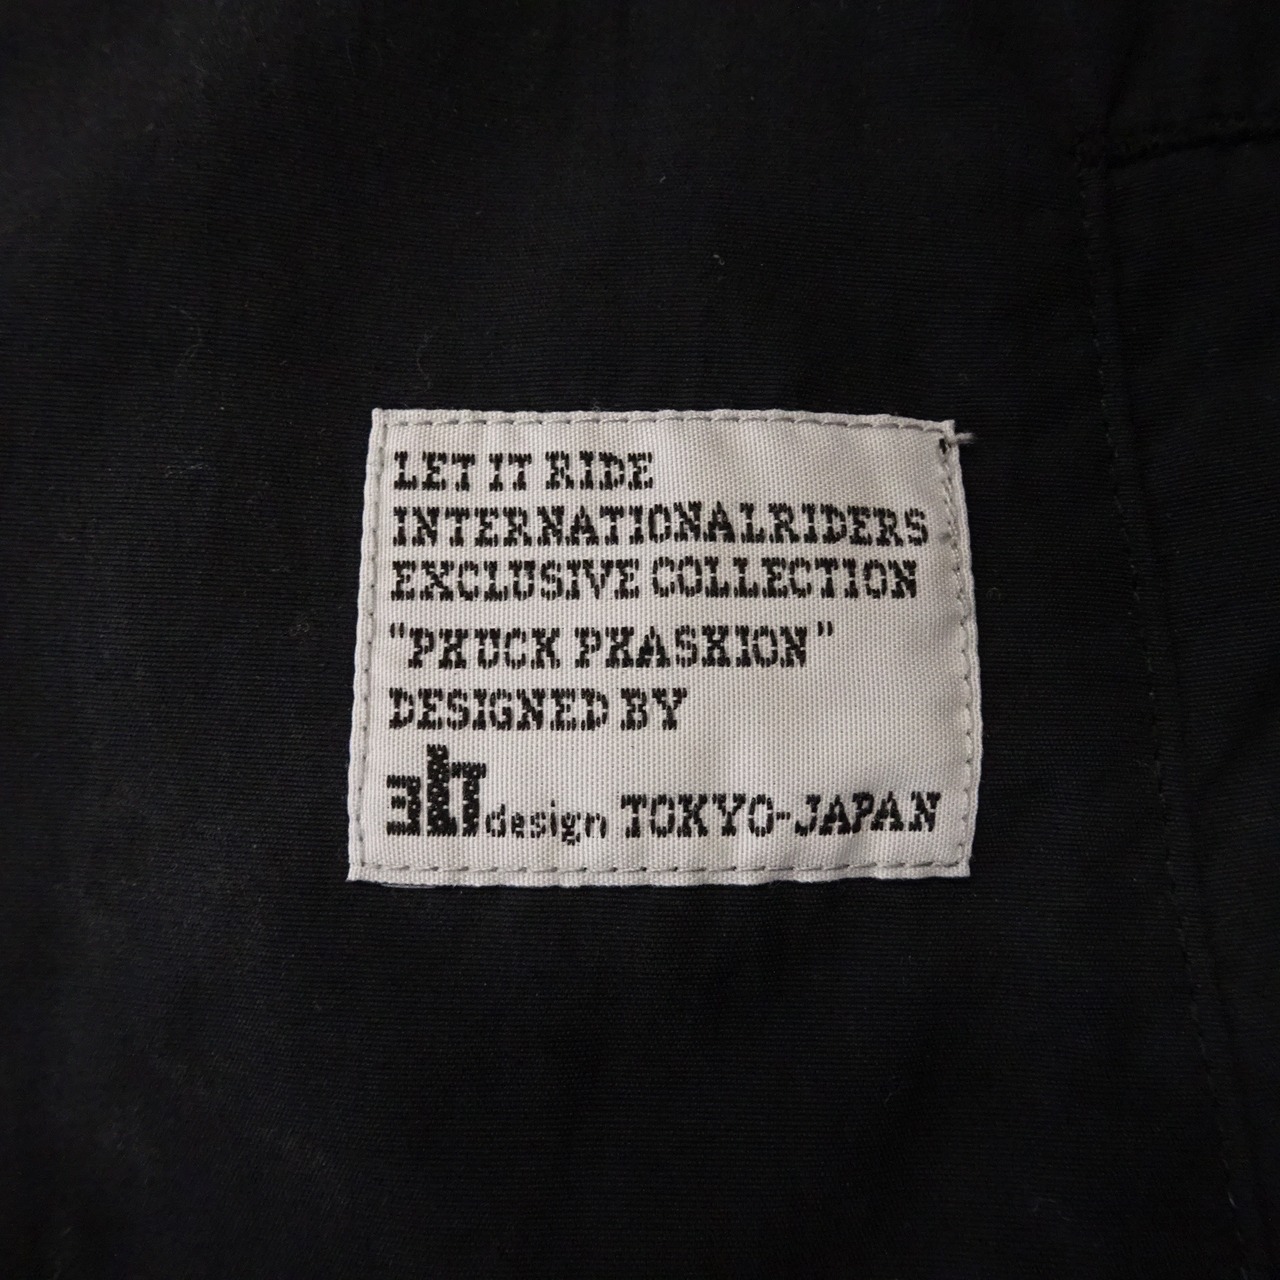 LET IT RIDE
INTERNATIONALRIDERS
EXCLUSIVE COLLECTION
"PHUCK PHASHION"
DESIGNED BY
design TOKYO-JAPAN